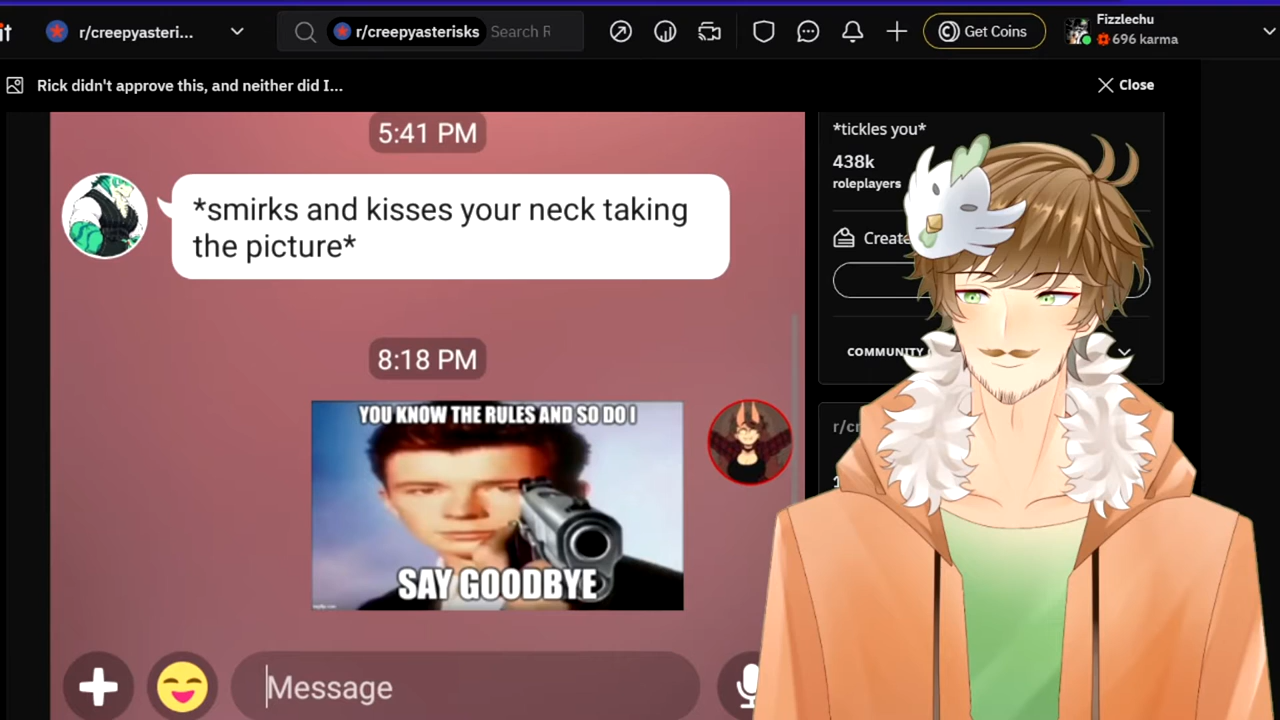 it
r/creepyasteri...
r/creepyasterisks
Get Coins
Fizzlechu
696 karma
Rick didn't approve this, and neither did I...
Close
5:41 PM
*smirks and kisses your neck taking
the picture*
8:18 PM
YOU KNOW THE RULES AND SO DO I
SAY GOODBYE
Message
*tickles you*
438k
roleplayers
Create
COMMUNITY
r/cr